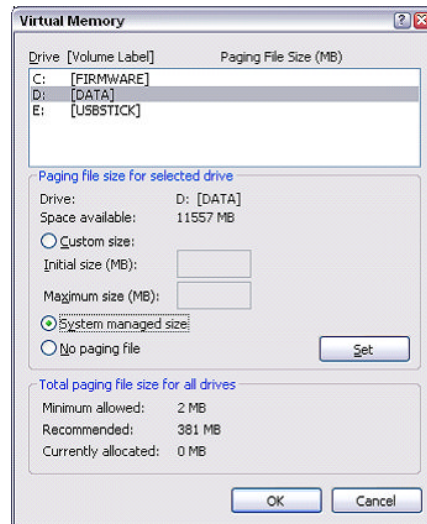 Virtual Memory
Drive [Volume Label] Paging File Size (MB)
C: [FIRMWARE]
D: [DATA]
E: [USBSTICK]
Paging file size for selected drive
Drive: D: [DATA]
Space available: 11557 MB
Custom size:
Initial size (MB):
Maximum size (MB):
System managed size
No paging file
Set
Total paging file size for all drives
Minimum allowed: 2 MB
Recommended: 381 MB
Currently allocated: 0 MB
OK Cancel